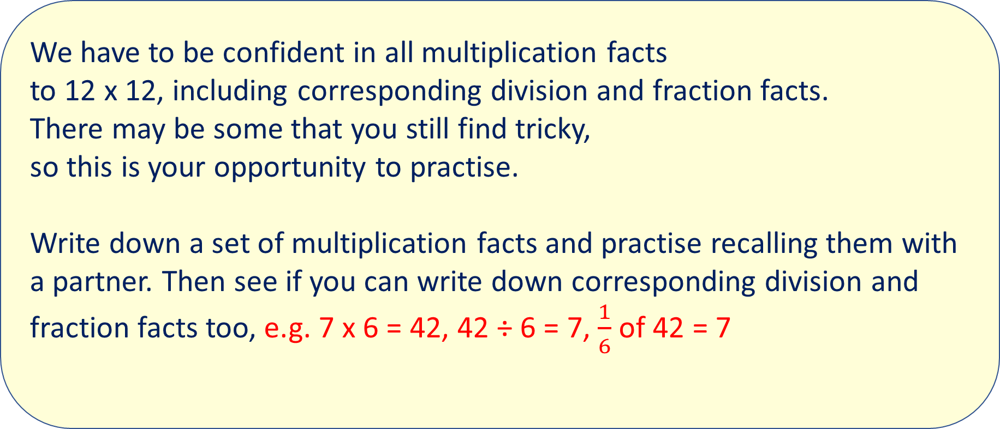 We have to be confident in all multiplication facts
to 12 x 12, including corresponding division and fraction facts.
There may be some that you still find tricky,
so this is your opportunity to practise.
Write down a set of multiplication facts and practise recalling them with
a partner. Then see if you can write down corresponding division and
fraction facts too, e.g. 7 x 6 = 42, 42 ÷ 6 = 7, 1/6 of 42 = 7